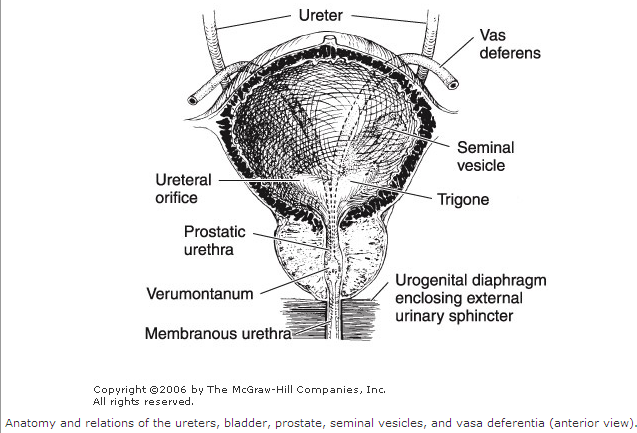 Ureter
Vas
deferens
Seminal
vesicle
Ureteral
orifice
Trigone
Prostatic
urethra
Urogenital diaphragm
enclosing external
urinary sphincter
Verumontanum
Membranous urethra
Copyright ©2006 by The McGraw-Hill Companies, Inc.
All rights reserved.
Anatomy and relations of the ureters, bladder, prostate, seminal vesicles, and vasa deferentia (anterior view).